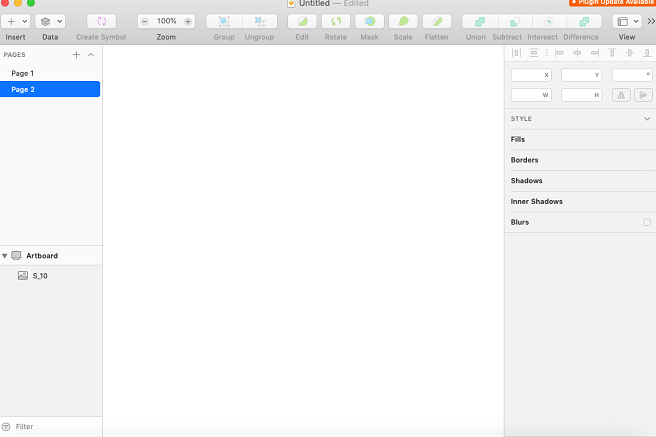 Untitled — Edited
Plugin Update Available
100%
Insert Data Create Symbol Zoom Group Ungroup Edit Rotate Mask Scale Flatten Union Subtract Intersect Difference View
PAGES
Page 1
Page 2
Artboard
S_10
Filter
X Y °
W H
STYLE
Fills
Borders
Shadows
Inner Shadows
Blurs